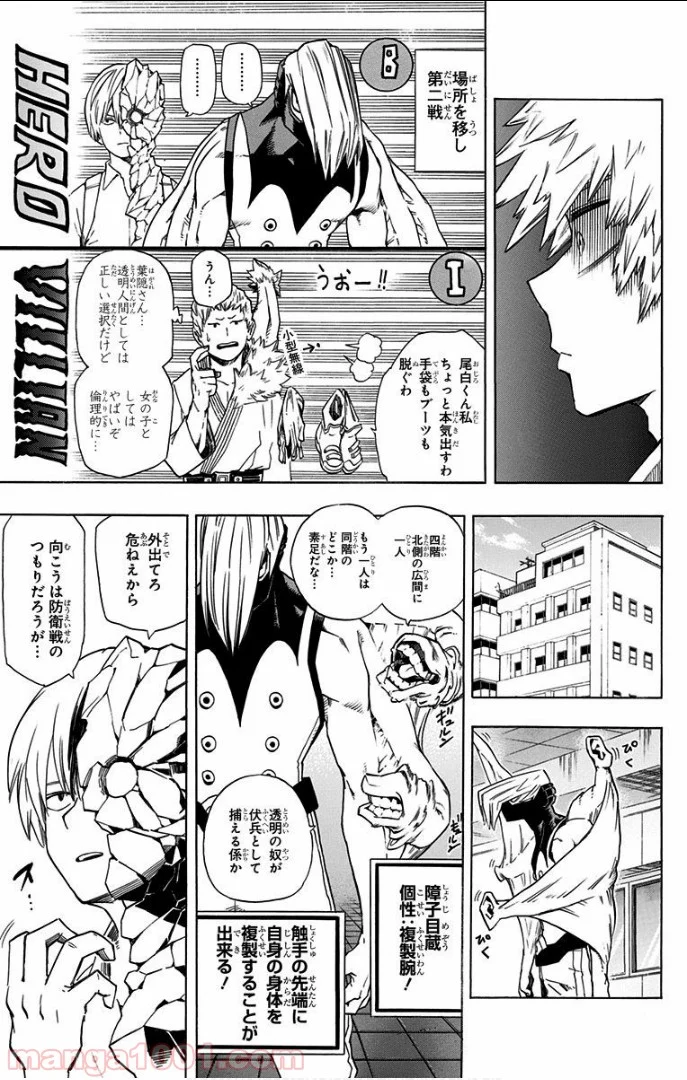 場所を移し
第二戦
B
………
………
HERO
I
うおー!!
尾白くん私
ちょっと本気出すわ
手袋もブーツも
脱ぐわ
小型無線
うん…
葉隠さん…
透明人間としては
正しい選択だけど
女の子と
しては
やばいぞ
倫理的に…
VILLIAN
ぴく
ぴく
ぴく
四階
北側の広間に
一人
もう一人は
同階の
どこか…
素足だな…
ギュルン
ギュルン
透明の奴が
伏兵として
捕える係か
障子目蔵
個性:複製腕!
触手の先端に
自身の身体を
複製することが
出来る!
外出てろ
危ねえから
向こうは防衛戦の
つもりだろうが…
manga1001.com